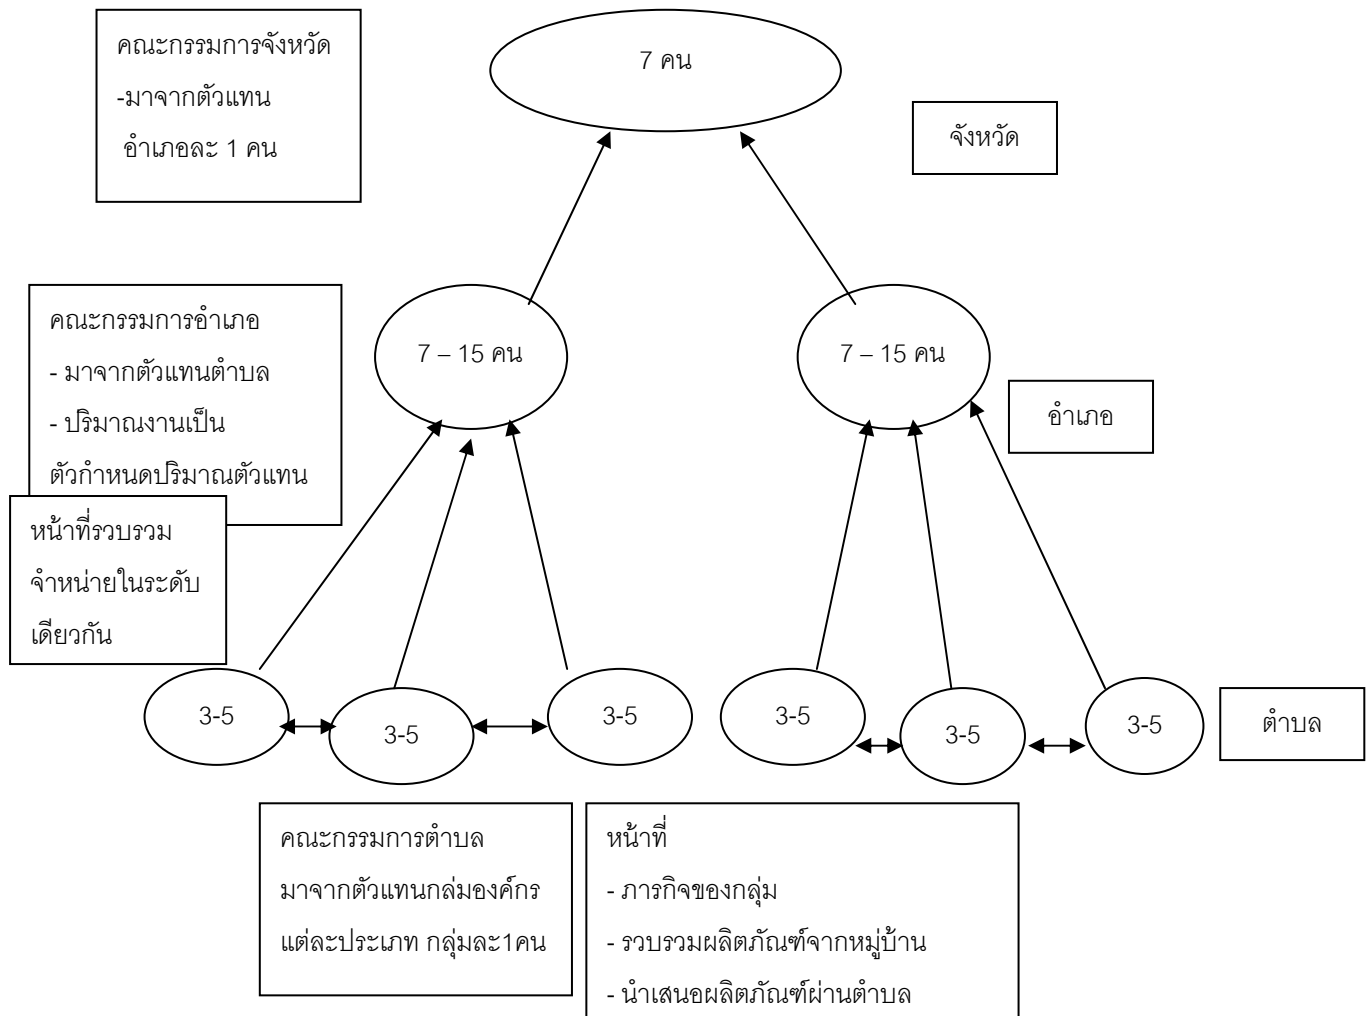 คณะกรรมการจังหวัด
-มาจากตัวแทน
อำเภอละ 1 คน
7 คน
จังหวัด
คณะกรรมการอำเภอ
- มาจากตัวแทนตำบล
- ปริมาณงานเป็น
ตัวกำหนดปริมาณตัวแทน
7 – 15 คน
7 – 15 คน
อำเภอ
หน้าที่รวบรวม
จำหน่ายในระดับ
เดียวกัน
3-5
3-5
3-5
3-5
3-5
3-5
ตำบล
คณะกรรมการตำบล
มาจากตัวแทนกล่มองค์กร
แต่ละประเภท กลุ่มละ1คน
หน้าที่
- ภารกิจของกลุ่ม
- รวบรวมผลิตภัณฑ์จากหมู่บ้าน
- นำเสนอผลิตภัณฑ์ผ่านตำบล